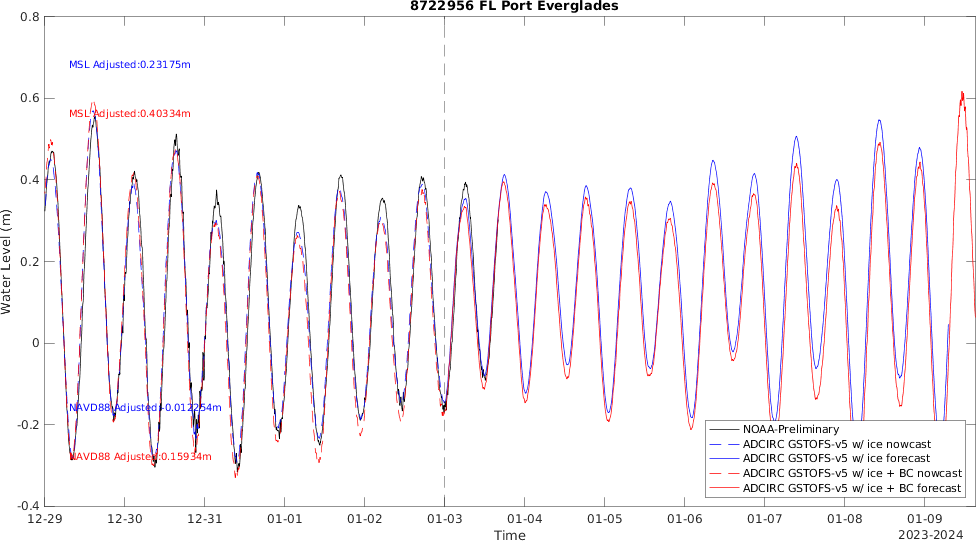 8722956 FL Port Everglades
0.8
0.6
0.4
0.2
0
-0.2
-0.4
Water Level (m)
MSL Adjusted:0.23175m
MSL Adjusted:0.40334m
NAVD88 Adjusted:-0.012254m
NAVD88 Adjusted:0.15934m
NOAA-Preliminary
ADCIRC GSTOFS-v5 w/ ice nowcast
ADCIRC GSTOFS-v5 w/ ice forecast
ADCIRC GSTOFS-v5 w/ ice + BC nowcast
ADCIRC GSTOFS-v5 w/ ice + BC forecast
12-29 12-30 12-31 01-01 01-02 01-03 01-04 01-05 01-06 01-07 01-08 01-09
Time
2023-2024